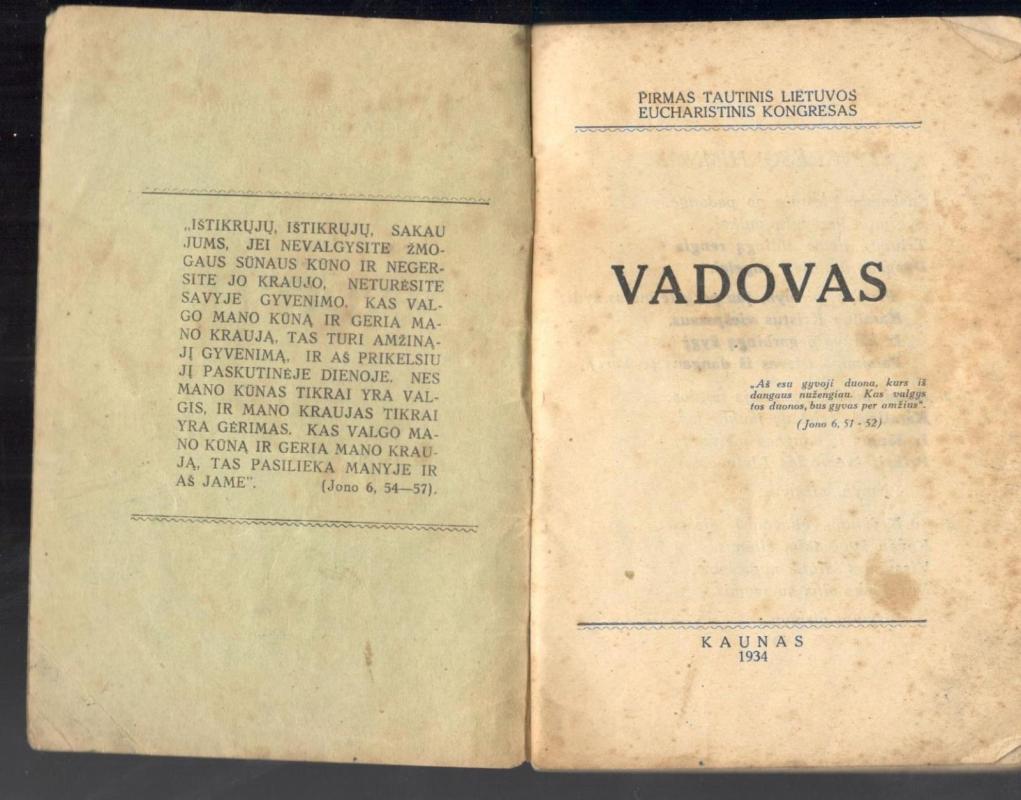 „IŠTIKRŲJŲ, IŠTIKRŲJŲ, SAKAU
JUMS, JEI NEVALGYSITE ŽMO-
GAUS SŪNAUS KŪNO IR NEGER-
SITE JO KRAUJO, NETURĖSITE
SAVYJE GYVENIMO. KAS VAL-
GO MANO KŪNĄ IR GERIA MA-
NO KRAUJĄ, TAS TURI AMŽINĄ-
JĮ GYVENIMĄ, IR AŠ PRIKELSIU
JĮ PASKUTINĖJE DIENOJE. NES
MANO KŪNAS TIKRAI YRA VAL-
GIS, IR MANO KRAUJAS TIKRAI
YRA GĖRIMAS. KAS VALGO MA-
NO KŪNĄ IR GERIA MANO KRAU-
JĄ, TAS PASILIEKA MANYJE IR
AŠ JAME”. (Jono 6, 54—57).
PIRMAS TAUTINIS LIETUVOS
EUCHARISTINIS KONGRESAS
VADOVAS
„Aš esu gyvoji duona, kurs iš
dangaus nužengiau. Kas valgys
tos duonos, bus gyvas per amžius”.
(Jono 6, 51 - 52)
KAUNAS
1934